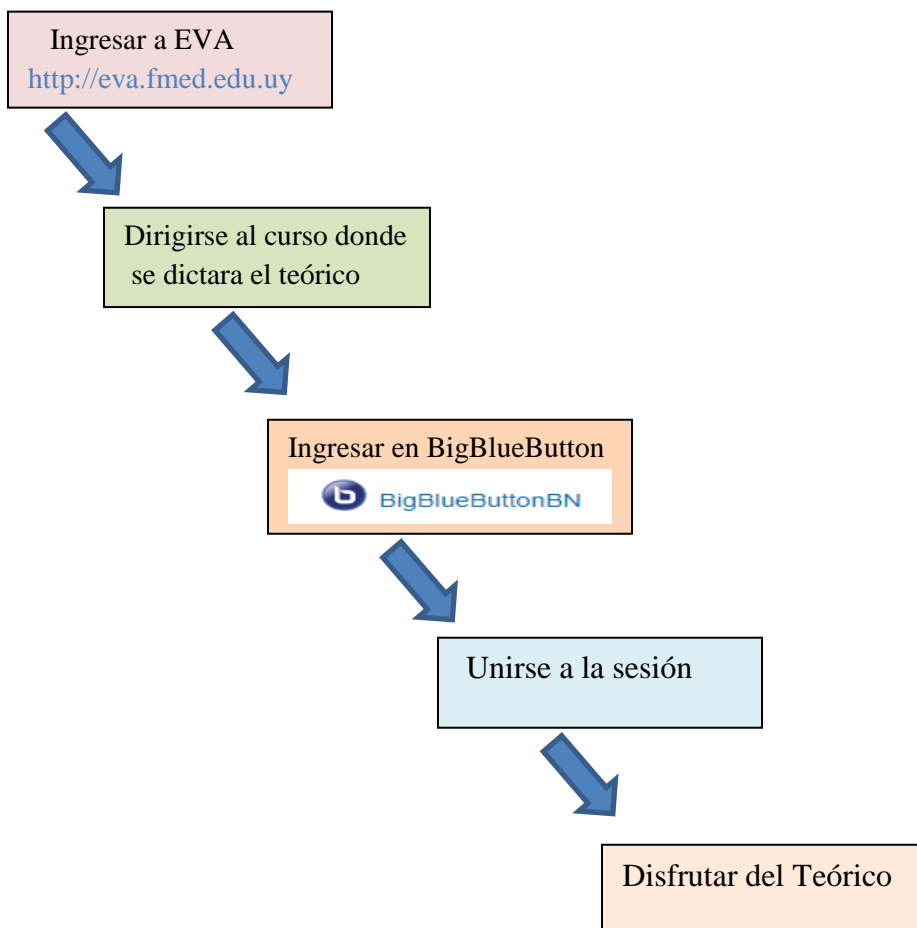 Ingresar a EVA
http://eva.fmed.edu.uy
Dirigirse al curso donde
se dictara el teórico
Ingresar en BigBlueButton
b BigBlueButtonBN
Unirse a la sesión
Disfrutar del Teórico